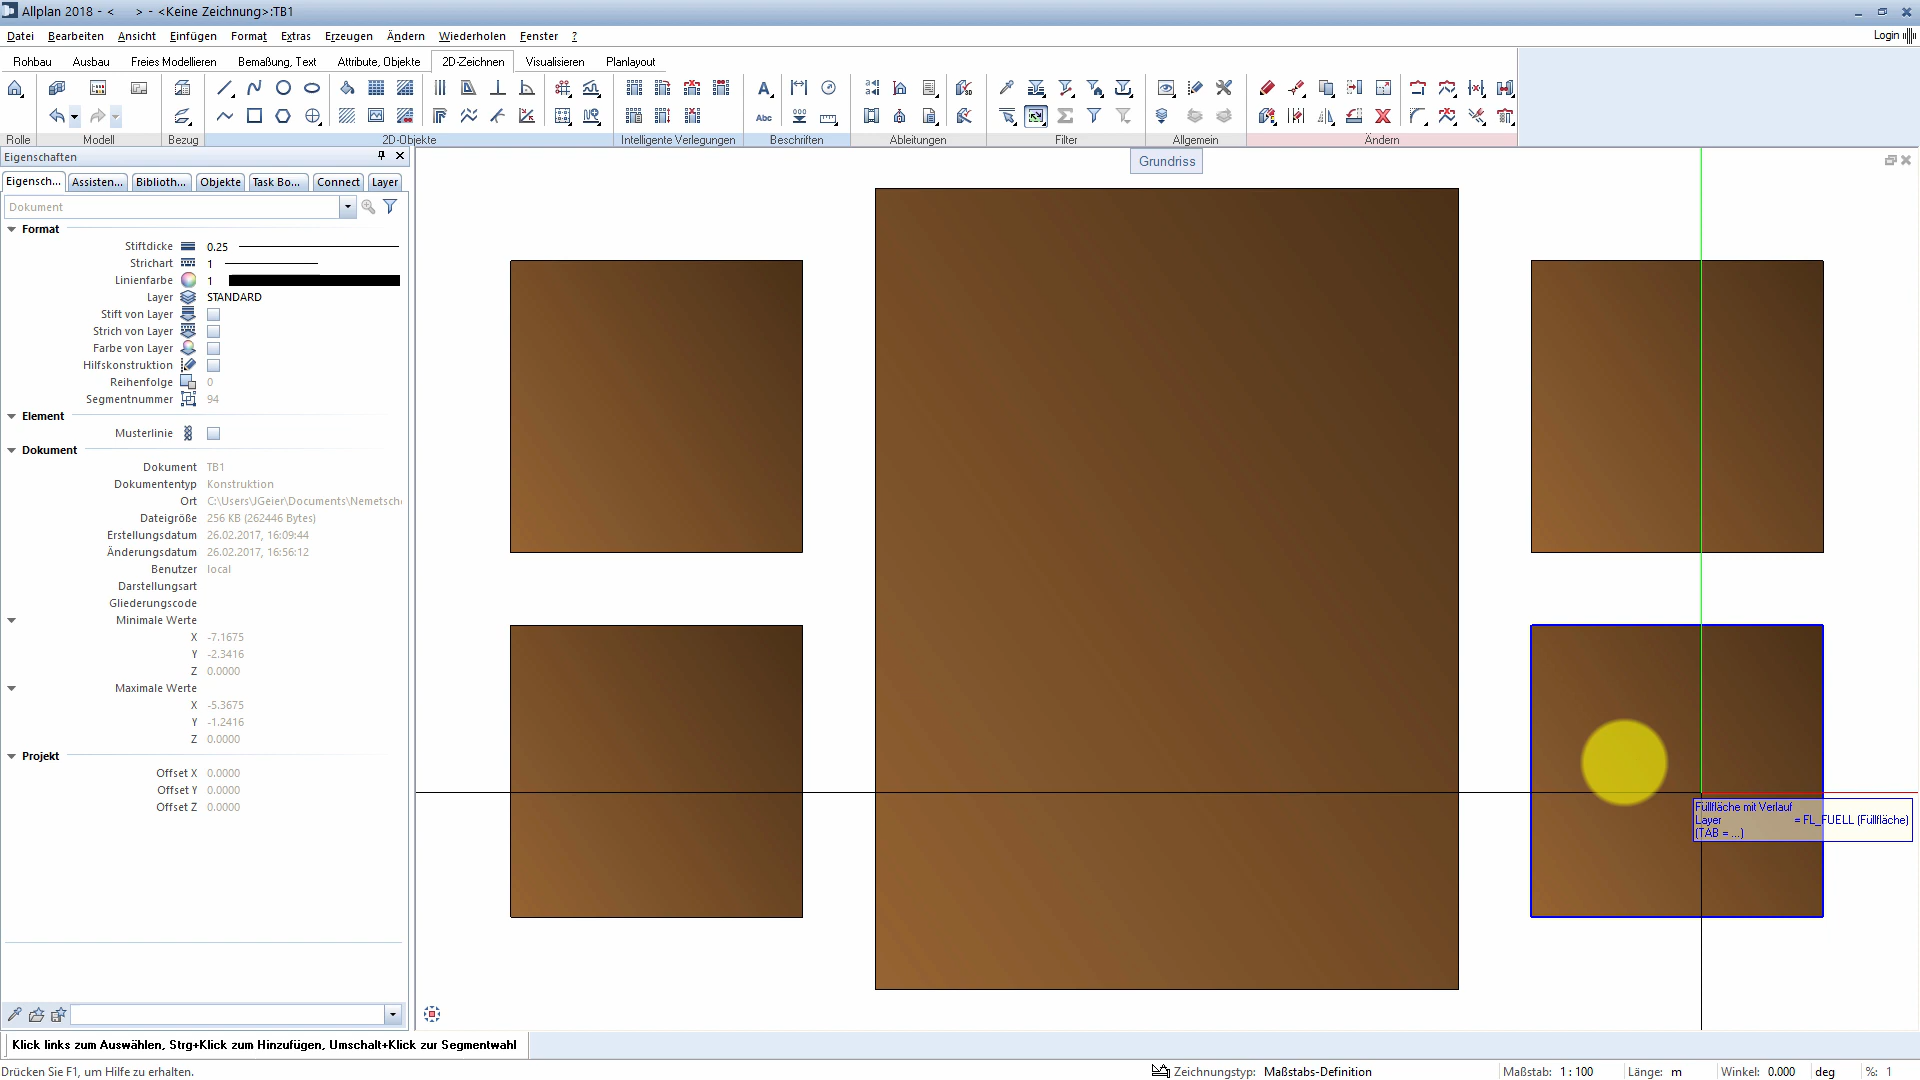 Allplan 2018 - <      > - <Keine Zeichnung>:TB1
Datei Bearbeiten Ansicht Einfügen Format Extras Erzeugen Ändern Wiederholen Fenster ?
Login
Rohbau Ausbau Freies Modellieren Bemaßung, Text Attribute, Objekte 2D-Zeichnen Visualisieren Planlayout
A
Abc
Rolle Modell Bezug 2D-Objekte Intelligente Verlegungen Beschriften Ableitungen Filter Allgemein Ändern
Eigenschaften
Grundriss
Eigensch... Assisten... Biblioth... Objekte Task Bo... Connect Layer
Dokument
Format
Stiftdicke 0.25
Strichart 1
Linienfarbe 1
Layer STANDARD
Stift von Layer
Strich von Layer
Farbe von Layer
Hilfskonstruktion
Reihenfolge 0
Segmentnummer 94
Element
Musterlinie
Dokument
Dokument TB1
Dokumententyp Konstruktion
Ort C:\Users\JGeier\Documents\Nemetsche
Dateigröße 256 KB (262446 Bytes)
Erstellungsdatum 26.02.2017, 16:09:44
Änderungsdatum 26.02.2017, 16:56:12
Benutzer local
Darstellungsart
Gliederungscode
Minimale Werte
X -7.1675
Y -2.3416
Z 0.0000
Maximale Werte
X -5.3675
Y -1.2416
Z 0.0000
Projekt
Offset X 0.0000
Offset Y 0.0000
Offset Z 0.0000
Füllfläche mit Verlauf
Layer = FL_FUELL (Füllfläche)
(TAB = ...)
Klick links zum Auswählen, Strg+Klick zum Hinzufügen, Umschalt+Klick zur Segmentwahl
Drücken Sie F1, um Hilfe zu erhalten.
Zeichnungstyp: Maßstabs-Definition Maßstab: 1 : 100 Länge: m Winkel: 0.000 deg %: 1